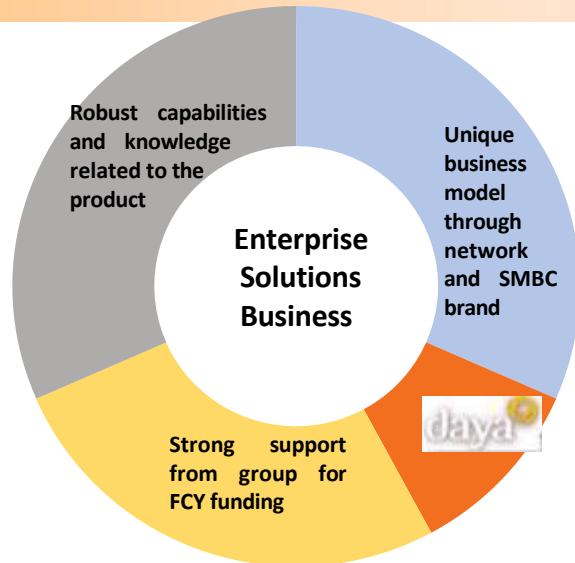 Robust capabilities
and knowledge
related to the
product
Unique
business
model
through
network
and SMBC
brand
Enterprise
Solutions
Business
daya
Strong support
from group for
FCY funding